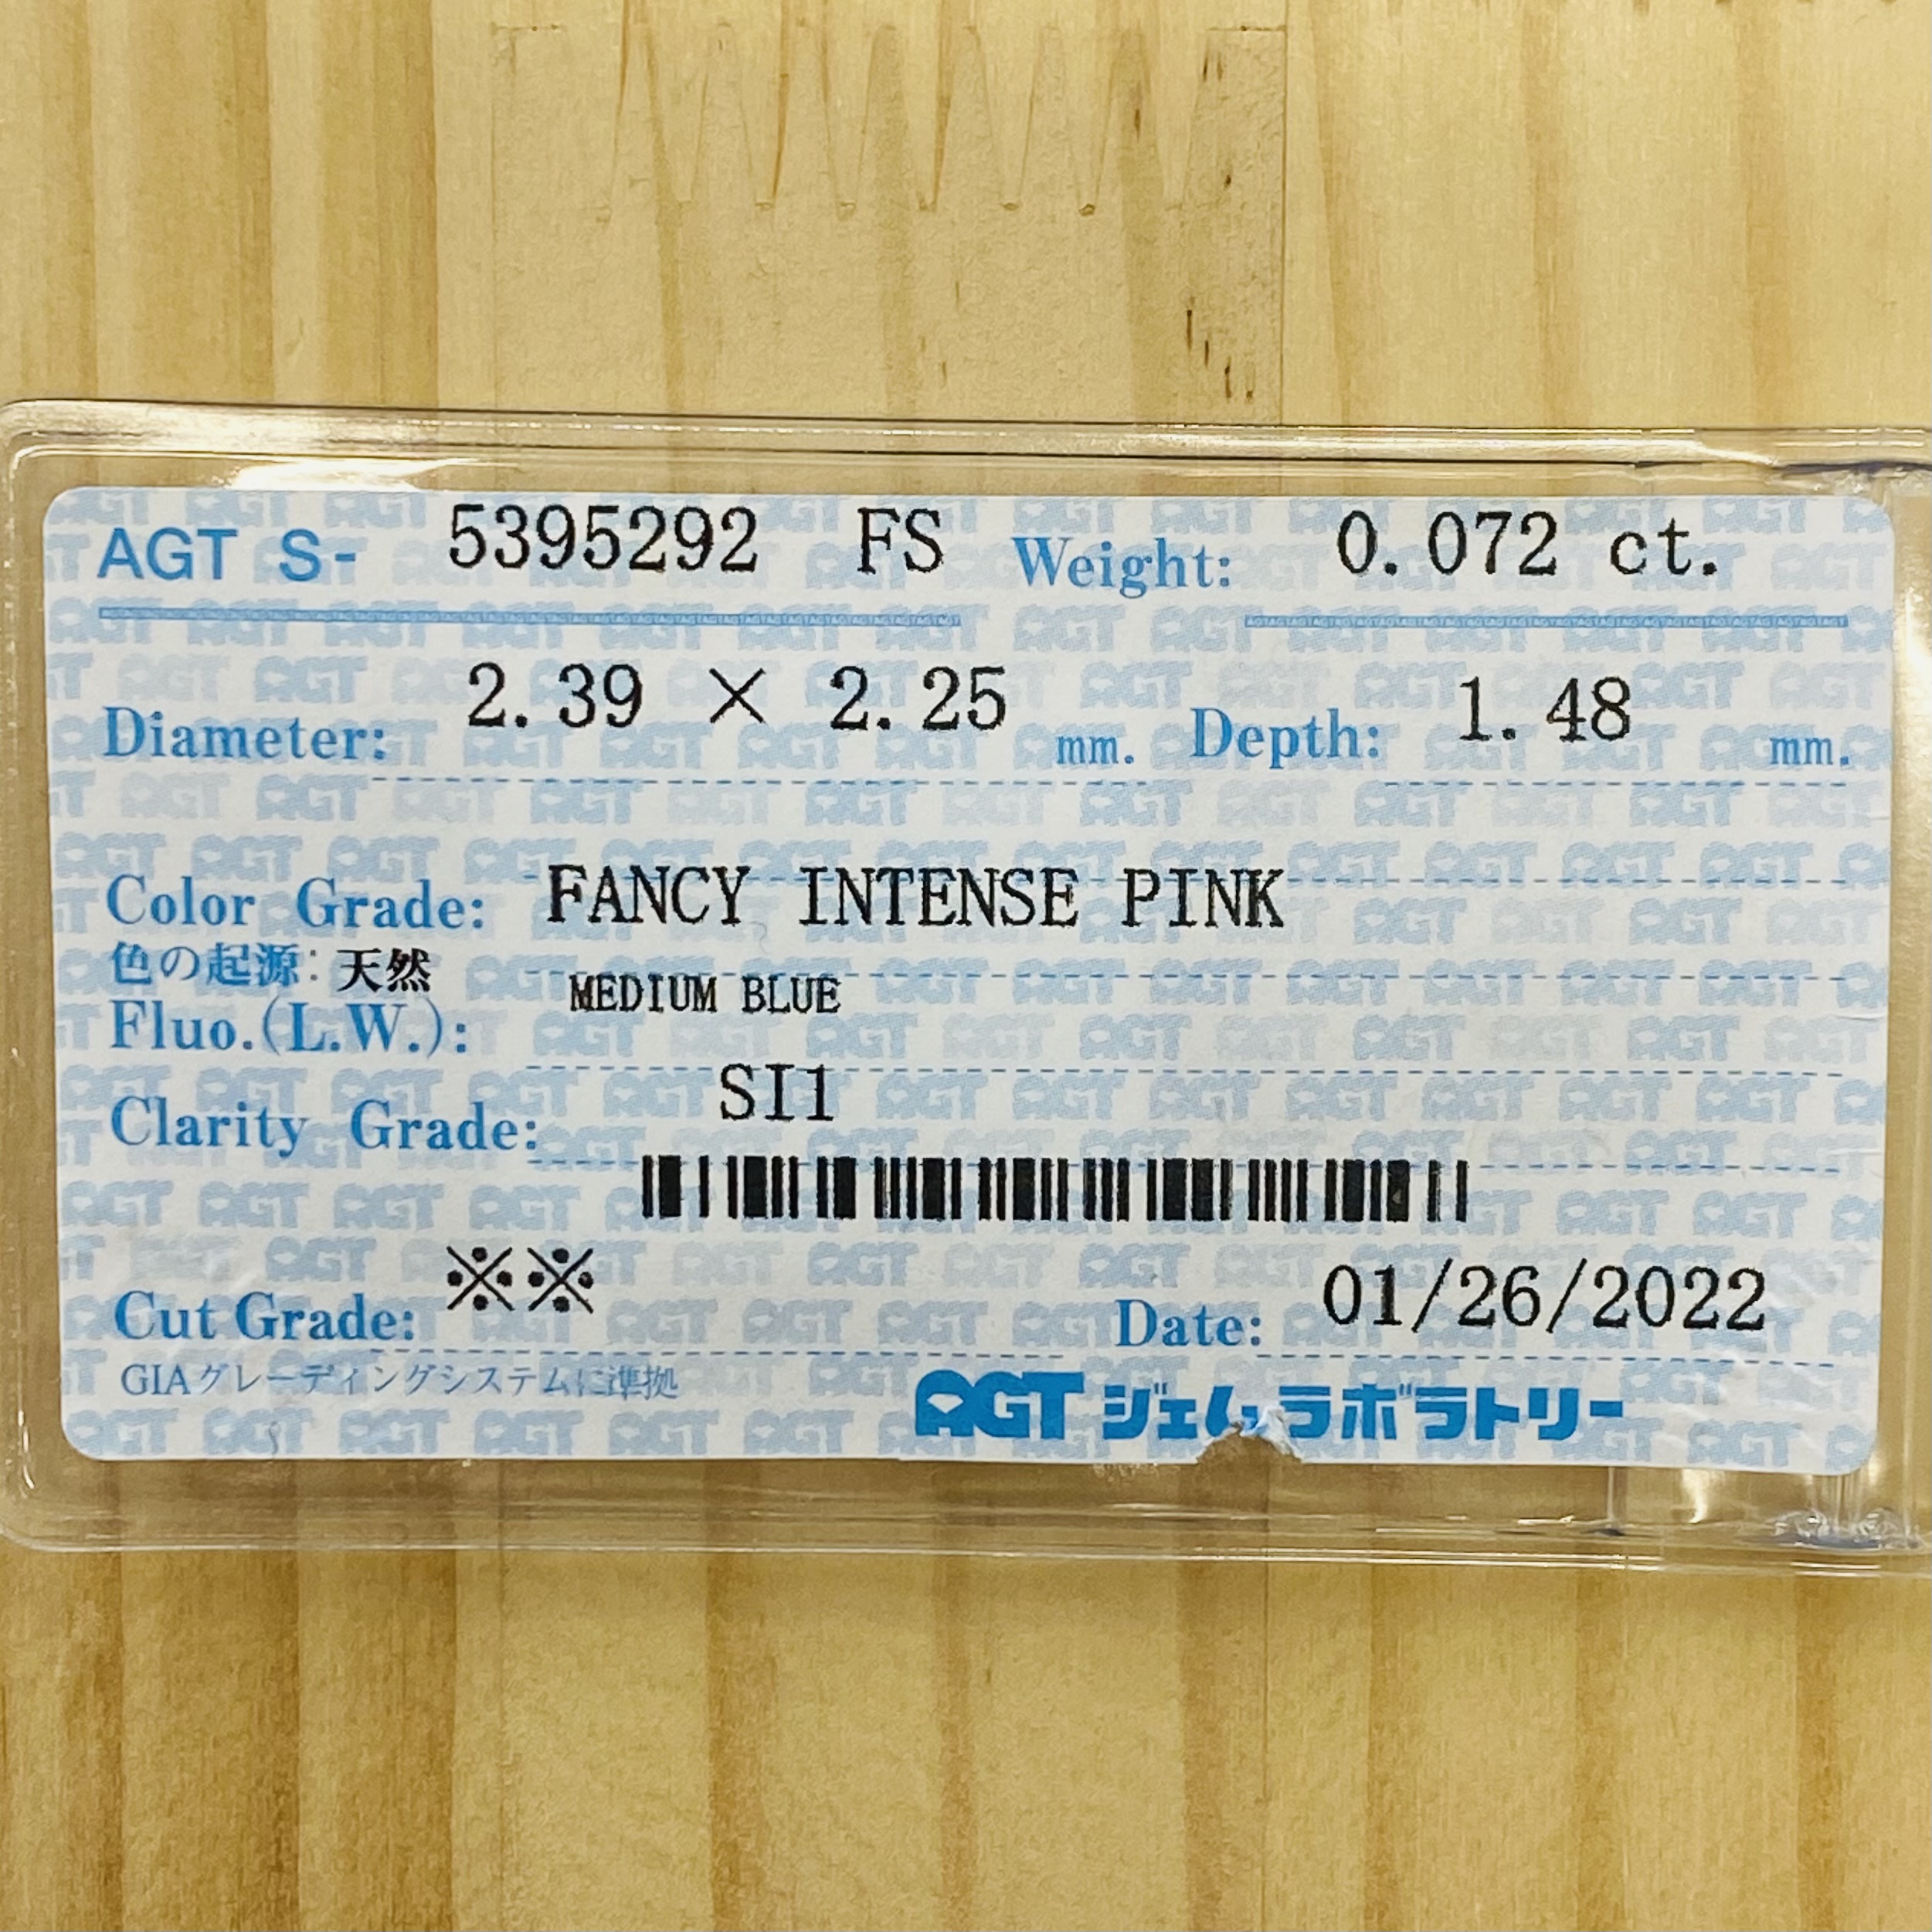 AGT S- 5395292 FS Weight: 0.072 ct.
Diameter: 2.39 × 2.25 mm. Depth: 1.48 mm.
Color Grade: FANCY INTENSE PINK
色の起源: 天然
Fluo.(L.W.): MEDIUM BLUE
Clarity Grade: SI1
Cut Grade: ※※ Date: 01/26/2022
GIAグレーディングシステムに準拠
AGT ジェムラボラトリー